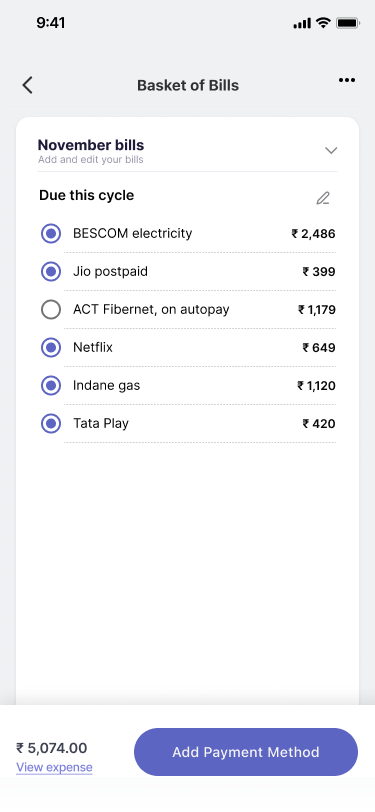 9:41
Basket of Bills
November bills
Add and edit your bills
Due this cycle
BESCOM electricity ₹ 2,486
Jio postpaid ₹ 399
ACT Fibernet, on autopay ₹ 1,179
Netflix ₹ 649
Indane gas ₹ 1,120
Tata Play ₹ 420
₹ 5,074.00
View expense
Add Payment Method